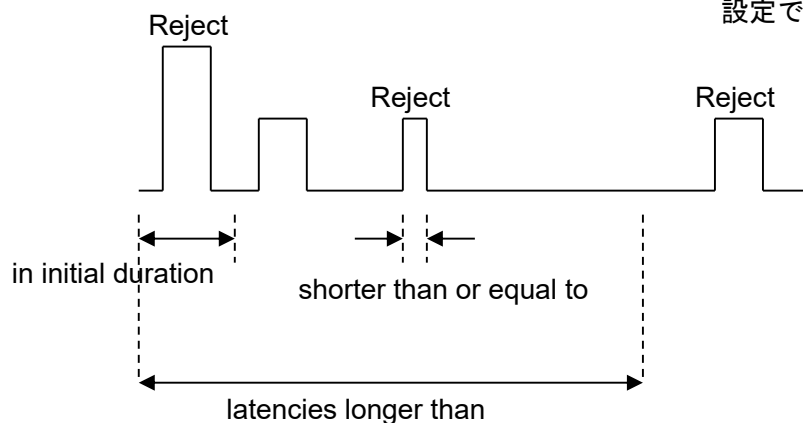 設定で
Reject
Reject
Reject
in initial duration
shorter than or equal to
latencies longer than